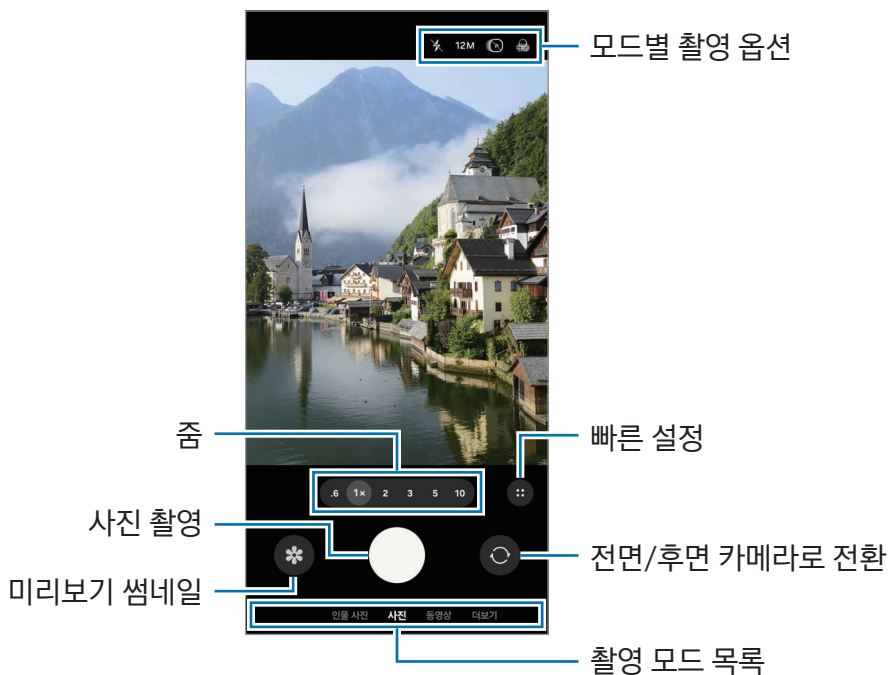 12M
모드별 촬영 옵션
줌
빠른 설정
.6 1× 2 3 5 10
사진 촬영
전면/후면 카메라로 전환
미리보기 썸네일
인물 사진 사진 동영상 더보기
촬영 모드 목록